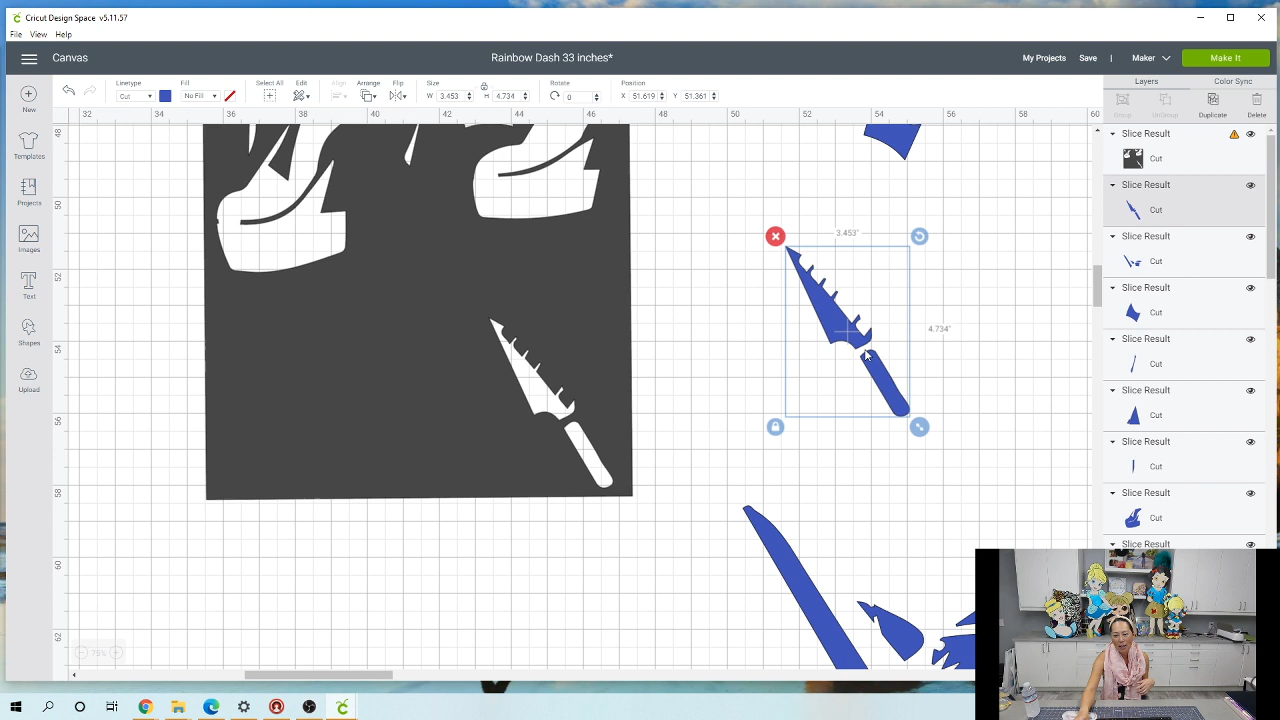 Cricut Design Space v5.11.57
File View Help
Canvas
Rainbow Dash 33 inches*
My Projects Save | Maker Make It
Linetype Fill Select All Edit Align Arrange Flip Size Rotate Position
Cut No Fill W 3.453 H 4.734 0 X 51.619 Y 51.361
Layers Color Sync
Group UnGroup Duplicate Delete
New
Templates
Projects
Images
Text
Shapes
Upload
32 34 36 38 40 42 44 46 48 50 52 54 56 58 60
48
50
52
54
56
58
60
62
3.453"
4.734"
75%
Slice Result
Cut
Slice Result
Cut
Slice Result
Cut
Slice Result
Cut
Slice Result
Cut
Slice Result
Cut
Slice Result
Cut
Slice Result
Cut
Slice Result